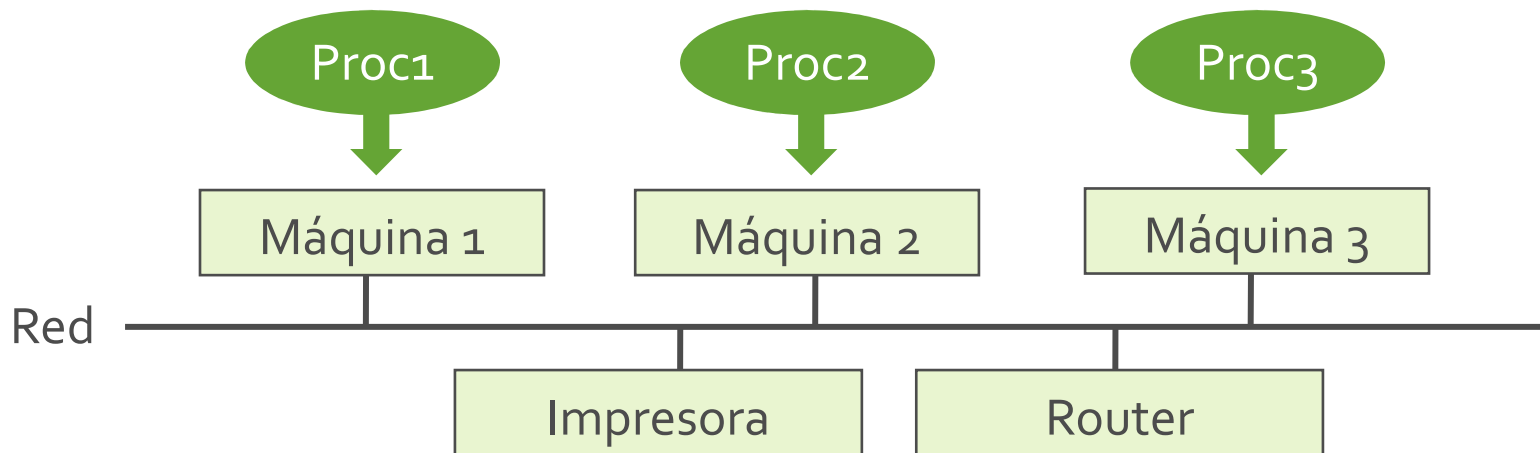 Proc1
Proc2
Proc3
Máquina 1
Máquina 2
Máquina 3
Red
Impresora
Router